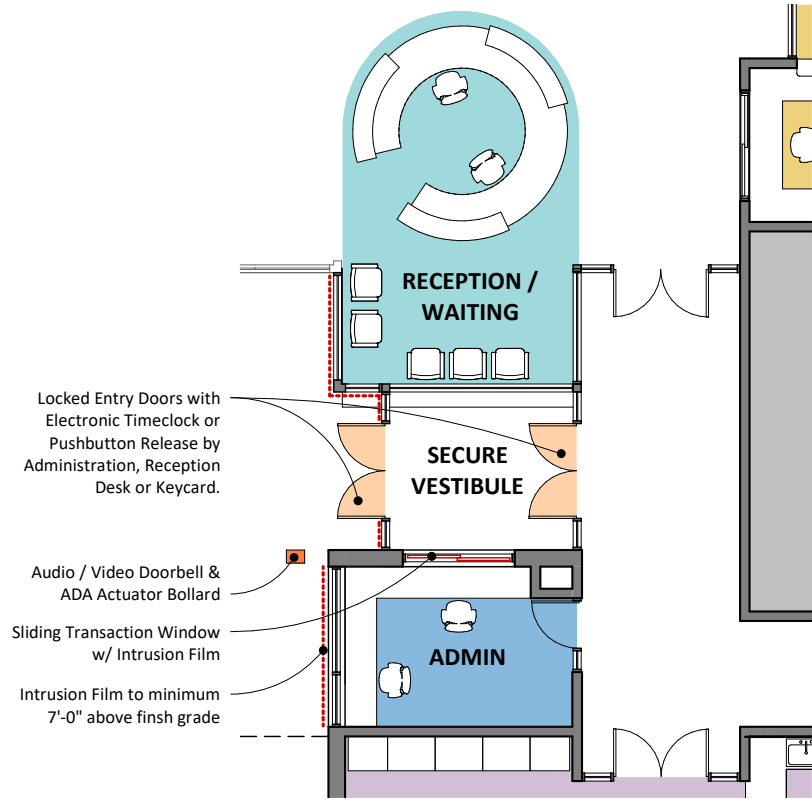 RECEPTION /
WAITING
Locked Entry Doors with
Electronic Timeclock or
Pushbutton Release by
Administration, Reception
Desk or Keycard.
SECURE
VESTIBULE
Audio / Video Doorbell &
ADA Actuator Bollard
Sliding Transaction Window
w/ Intrusion Film
ADMIN
Intrusion Film to minimum
7'-0" above finsh grade